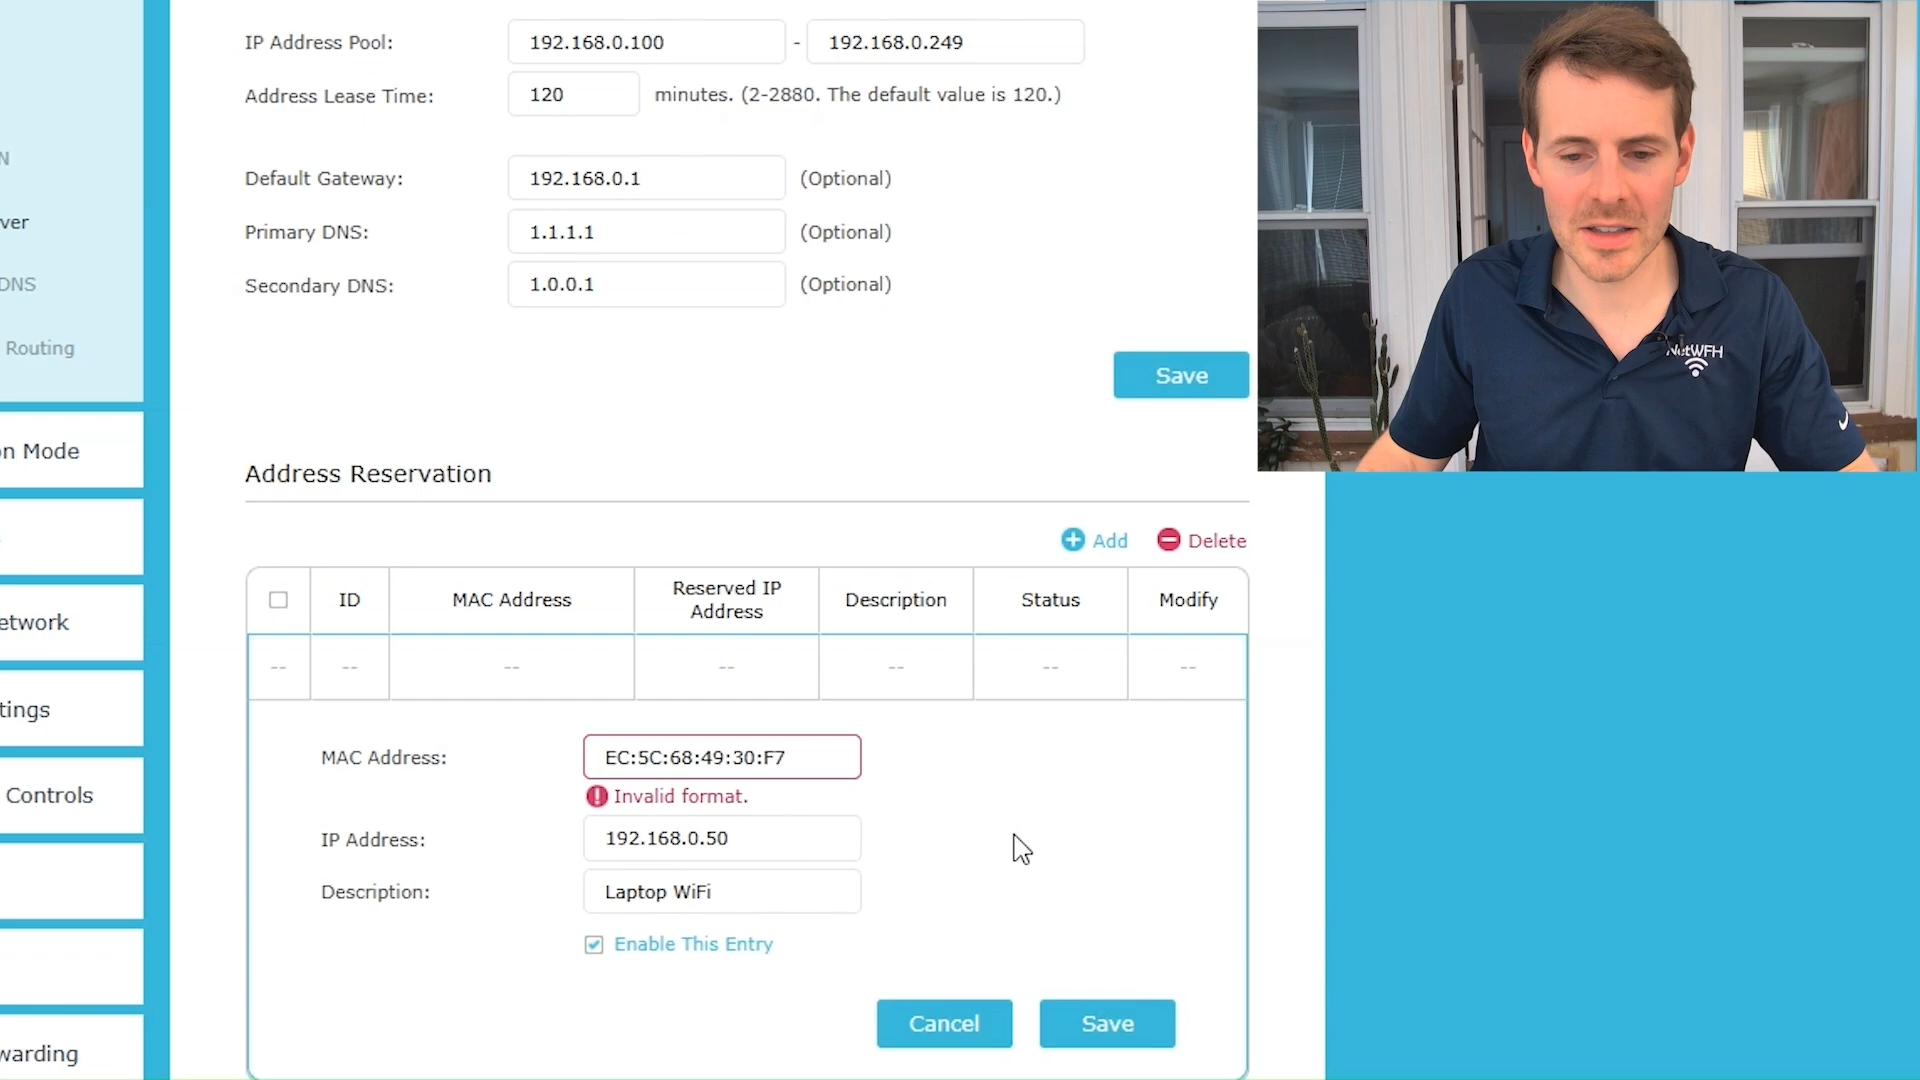 IP Address Pool: 192.168.0.100 - 192.168.0.249
Address Lease Time: 120 minutes. (2-2880. The default value is 120.)
Default Gateway: 192.168.0.1 (Optional)
Primary DNS: 1.1.1.1 (Optional)
Secondary DNS: 1.0.0.1 (Optional)
Save
N
ver
DNS
Routing
on Mode
etwork
tings
Controls
warding
Address Reservation
Add Delete
ID MAC Address Reserved IP Address Description Status Modify
-- -- -- -- -- -- --
MAC Address: EC:5C:68:49:30:F7
Invalid format.
IP Address: 192.168.0.50
Description: Laptop WiFi
Enable This Entry
Cancel Save
NetWFH